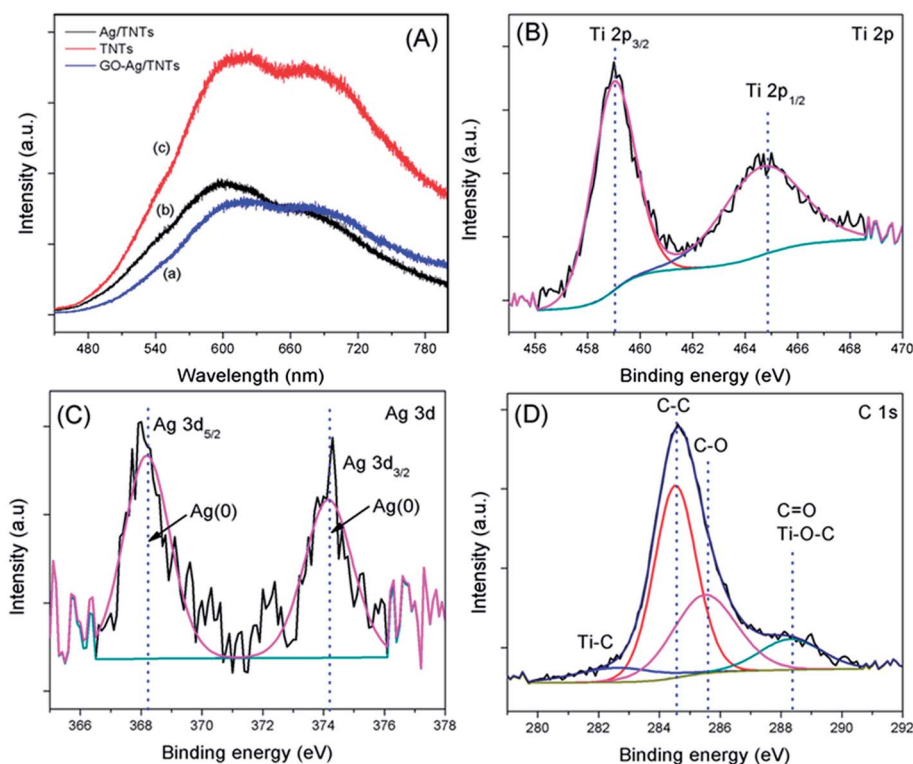 (A)
Ag/TNTs
TNTs
GO-Ag/TNTs
(c)
(b)
(a)
Intensity (a.u.)
480 540 600 660 720 780
Wavelength (nm)
(B)
Ti 2p
Ti 2p3/2
Ti 2p1/2
Intensity (a.u.)
456 458 460 462 464 465 468 470
Binding energy (eV)
(C)
Ag 3d
Ag 3d5/2
Ag 3d3/2
Ag(0)
Ag(0)
Intensity (a.u)
366 368 370 372 374 376 378
Binding energy (eV)
(D)
C 1s
C-C
C-O
C=O
Ti-O-C
Ti-C
Intensity (a.u.)
280 282 284 286 288 290 292
Binding energy (eV)